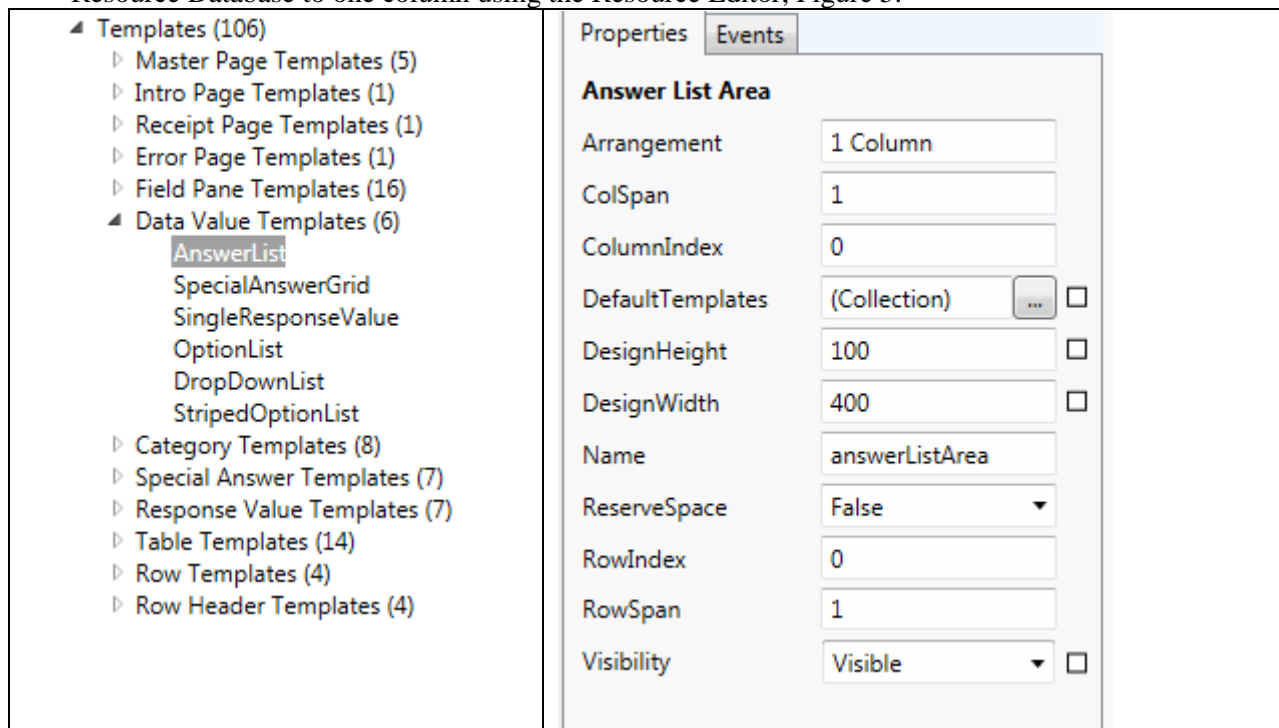 Resource Database to one column using the Resource Editor, Figure 5.
Templates (106)
Master Page Templates (5)
Intro Page Templates (1)
Receipt Page Templates (1)
Error Page Templates (1)
Field Pane Templates (16)
Data Value Templates (6)
AnswerList
SpecialAnswerGrid
SingleResponseValue
OptionList
DropDownList
StripedOptionList
Category Templates (8)
Special Answer Templates (7)
Response Value Templates (7)
Table Templates (14)
Row Templates (4)
Row Header Templates (4)
Properties Events
Answer List Area
Arrangement 1 Column
ColSpan 1
ColumnIndex 0
DefaultTemplates (Collection) ...
DesignHeight 100
DesignWidth 400
Name answerListArea
ReserveSpace False
RowIndex 0
RowSpan 1
Visibility Visible